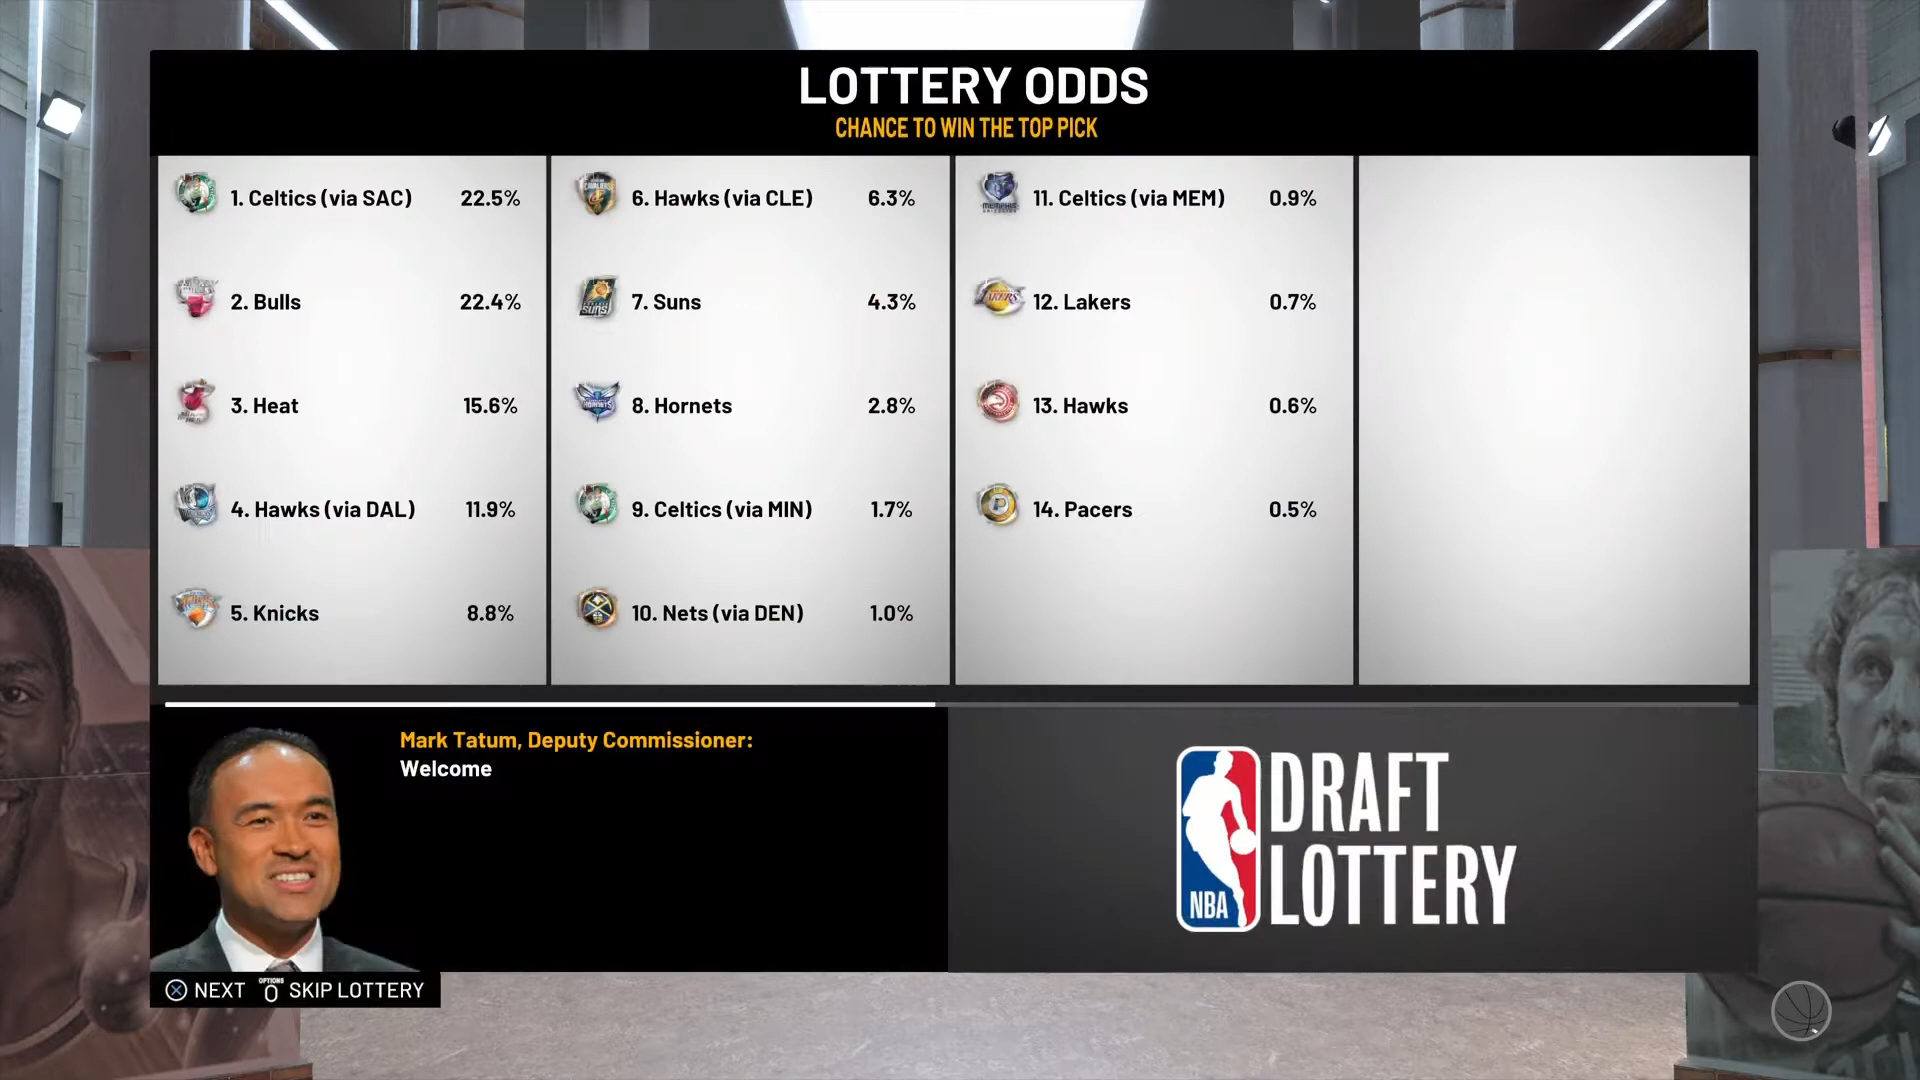 LOTTERY ODDS
CHANCE TO WIN THE TOP PICK
1. Celtics (via SAC) 22.5%
2. Bulls 22.4%
3. Heat 15.6%
4. Hawks (via DAL) 11.9%
5. Knicks 8.8%
6. Hawks (via CLE) 6.3%
7. Suns 4.3%
8. Hornets 2.8%
9. Celtics (via MIN) 1.7%
10. Nets (via DEN) 1.0%
11. Celtics (via MEM) 0.9%
12. Lakers 0.7%
13. Hawks 0.6%
14. Pacers 0.5%
Mark Tatum, Deputy Commissioner:
Welcome
NBA
DRAFT
LOTTERY
NEXT OPTIONS SKIP LOTTERY